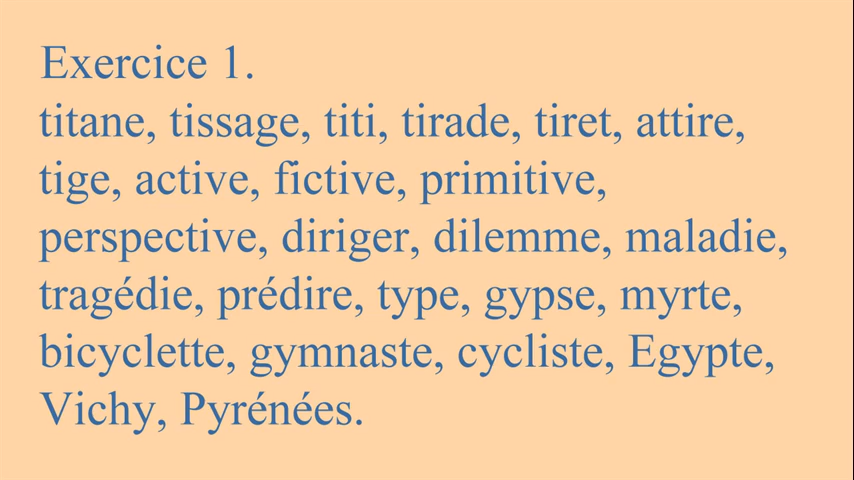 Exercice 1.
titane, tissage, titi, tirade, tiret, attire,
tige, active, fictive, primitive,
perspective, diriger, dilemme, maladie,
tragédie, prédire, type, gypse, myrte,
bicyclette, gymnaste, cycliste, Egypte,
Vichy, Pyrénées.